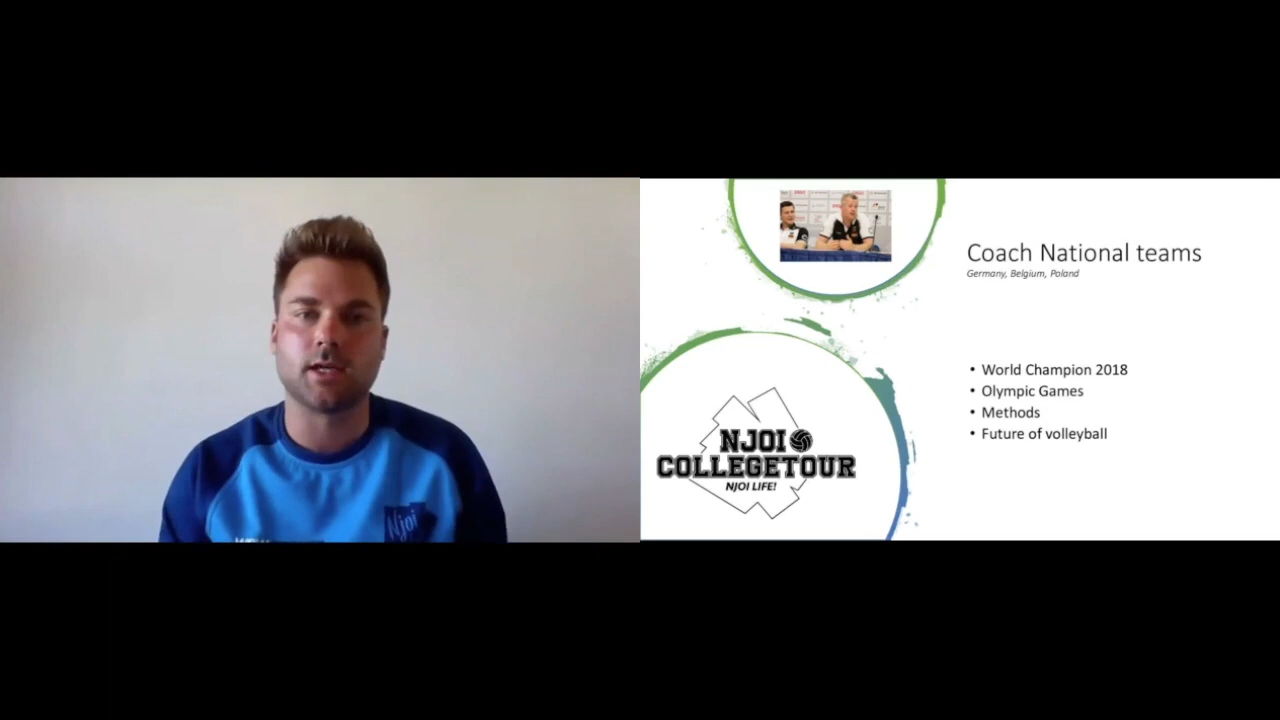 Njoi
Coach National teams
Germany, Belgium, Poland
• World Champion 2018
• Olympic Games
• Methods
• Future of volleyball
NJOI
COLLEGETOUR
NJOI LIFE!